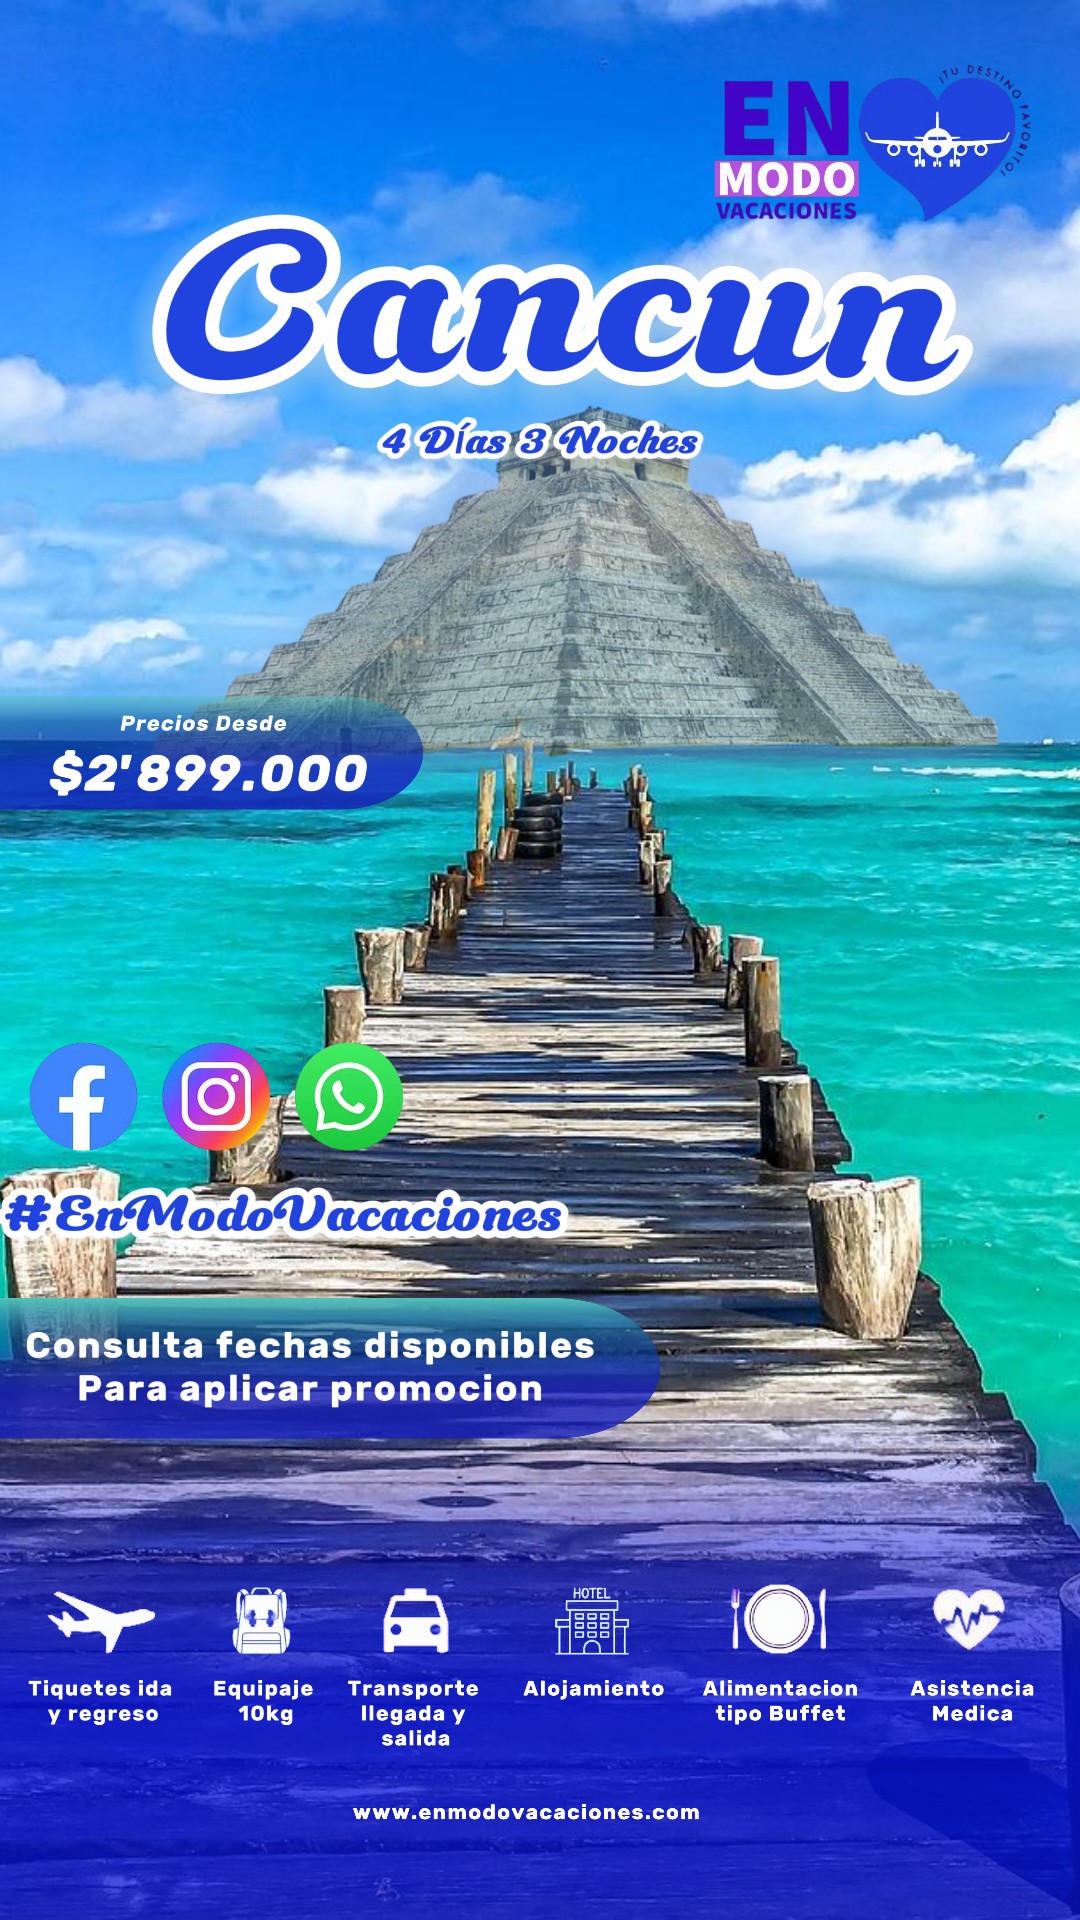 EN
MODO
VACACIONES
¡TU DESTINO FAVORITO!
Cancun
4 Días 3 Noches
Precios Desde
$2'899.000
#EnModoVacaciones
Consulta fechas disponibles
Para aplicar promocion
HOTEL
Tiquetes ida
y regreso
Equipaje
10kg
Transporte
llegada y
salida
Alojamiento
Alimentacion
tipo Buffet
Asistencia
Medica
www.enmodovacaciones.com